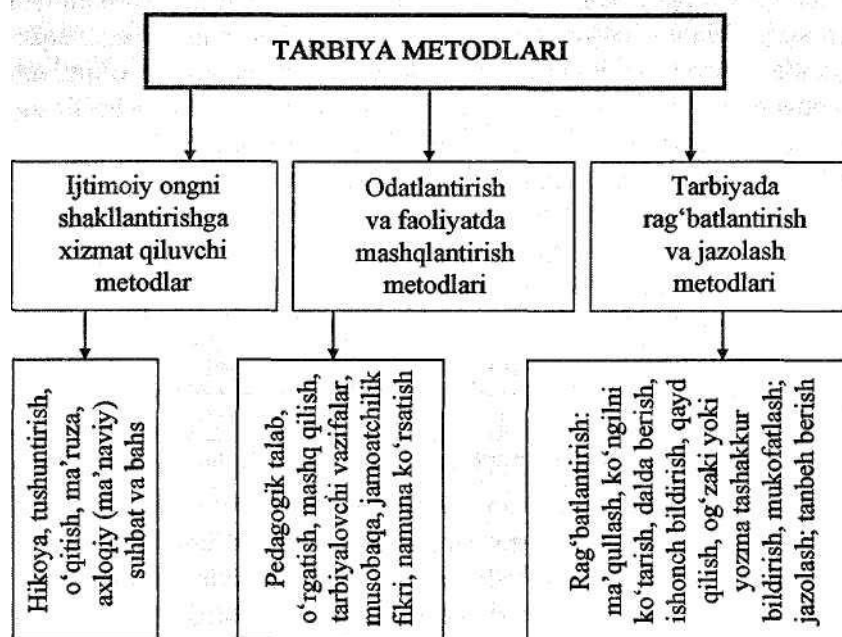 TARBIYA METODLARI
Ijtimoiy ongni
shakllantirishga
xizmat qiluvchi
metodlar
Odatlantirish
va faoliyatda
mashqlantirish
metodlari
Tarbiyada
rag‘batlantirish
va jazolash
metodlari
Hikoya, tushuntirish,
o‘qitish, ma’ruza,
axloqiy (ma’naviy)
suhbat va bahs
Pedagogik talab,
o‘rgatish, mashq qilish,
tarbiyalovchi vazifalar,
musobaqa, jamoatchilik
fikri, namuna ko‘rsatish
Rag‘batlantirish:
ma’qullash, ko‘ngilni
ko‘tarish, dalda berish,
ishonch bildirish, qayd
qilish, og‘zaki yoki
yozma tashakkur
bildirish, mukofatlash;
jazolash; tanbeh berish